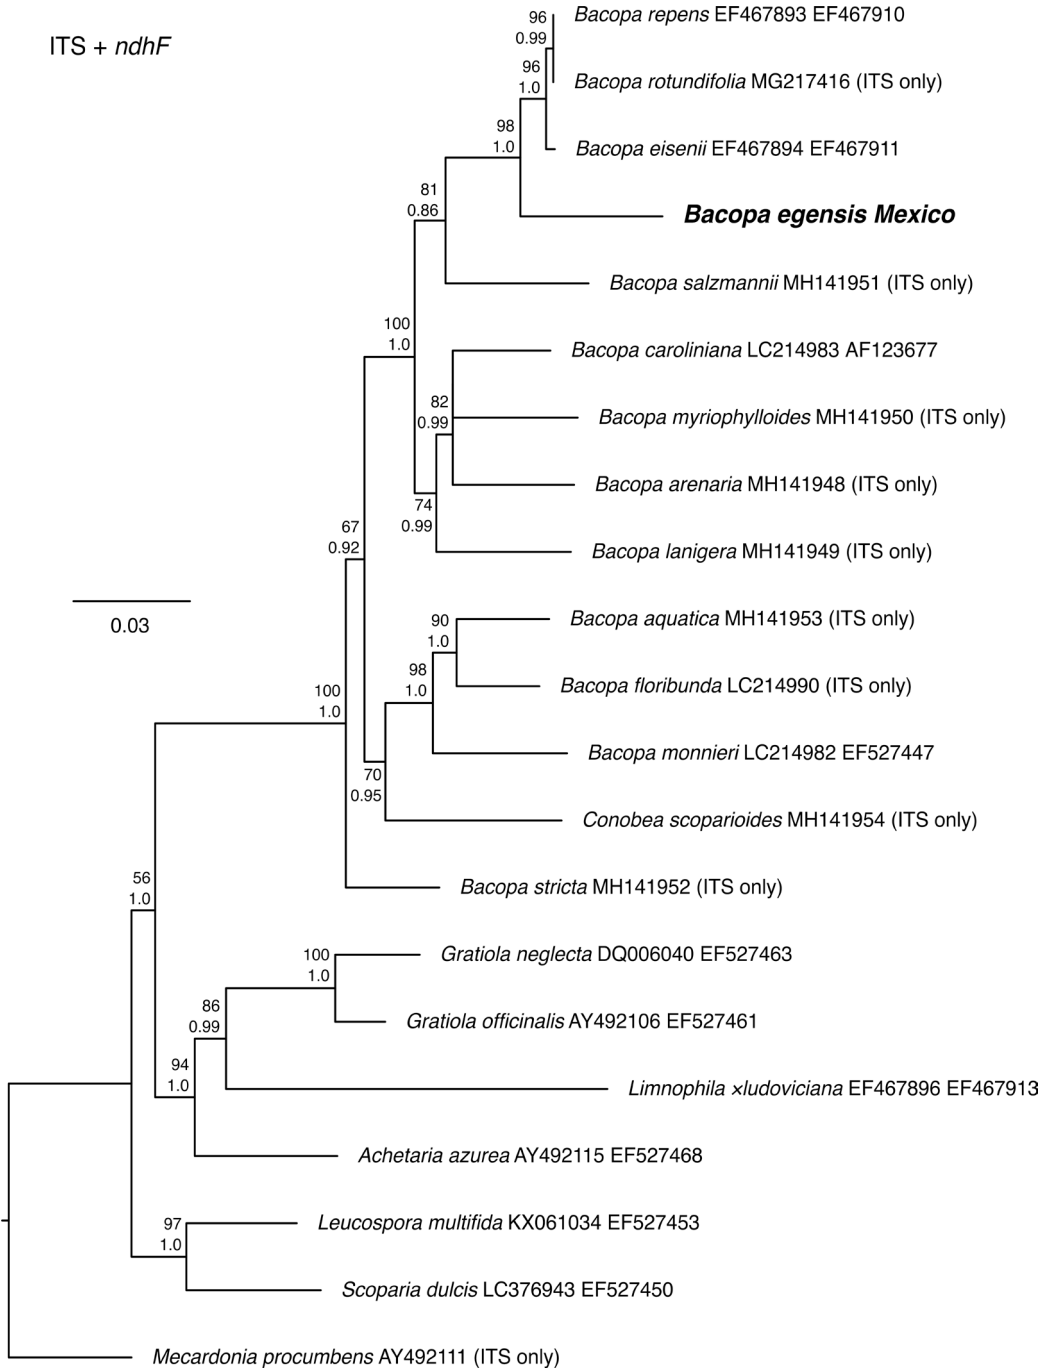 96
Bacopa repens EF467893 EF467910
ITS + ndhF
0.99
96
Bacopa rotundifolia MG217416 (ITS only)
1.0
98
1.0
Bacopa eisenii EF467894 EF467911
81
0.86
Bacopa egensis Mexico
Bacopa salzmannii MH141951 (ITS only)
100
1.0
Bacopa caroliniana LC214983 AF123677
82
0.99
Bacopa myriophylloides MH141950 (ITS only)
Bacopa arenaria MH141948 (ITS only)
74
0.99
67
0.92
Bacopa lanigera MH141949 (ITS only)
0.03
90
1.0
Bacopa aquatica MH141953 (ITS only)
98
1.0
Bacopa floribunda LC214990 (ITS only)
100
1.0
Bacopa monnieri LC214982 EF527447
70
0.95
Conobea scoparioides MH141954 (ITS only)
56
1.0
Bacopa stricta MH141952 (ITS only)
100
1.0
Gratiola neglecta DQ006040 EF527463
86
0.99
Gratiola officinalis AY492106 EF527461
94
1.0
Limnophila ×ludoviciana EF467896 EF467913
Achetaria azurea AY492115 EF527468
97
1.0
Leucospora multifida KX061034 EF527453
Scoparia dulcis LC376943 EF527450
Mecardonia procumbens AY492111 (ITS only)